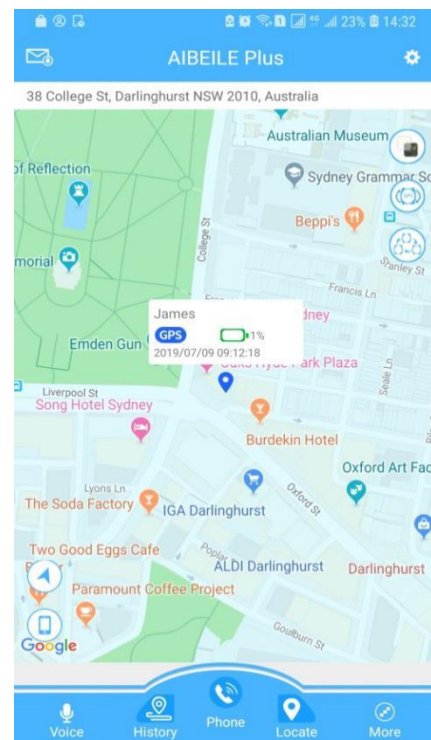 23% 14:32
AIBEILE Plus
38 College St, Darlinghurst NSW 2010, Australia
Australian Museum
of Reflection
Sydney Grammar Sc
College St
Beppi's
Stanley St
morial
Francis Ln
James
GPS 1%
2019/07/09 09:12:18
dney
Emden Gun
Park Plaza
Seale Ln
Liverpool St
Song Hotel Sydney
Burdekin Hotel
Oxford Art Fac
Lyons Ln
Oxford St
The Soda Factory
IGA Darlinghurst
Two Good Eggs Cafe
Poplar
ALDI Darlinghurst
Darlinghurst
Paramount Coffee Project
Goulburn St
Google
Voice
History
Phone
Locate
More